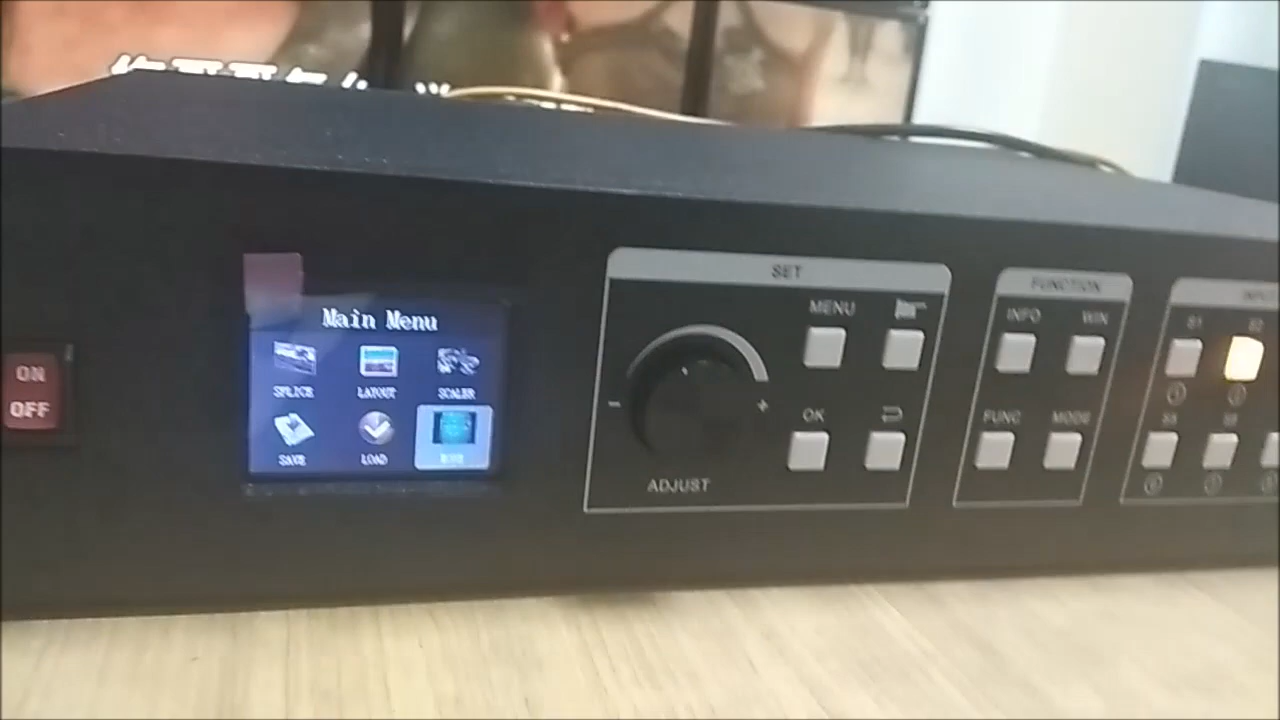 ON
OFF
Main Menu
SPLICE
LAYOUT
SCALER
SAVE
LOAD
SET
MENU
OK
ADJUST
- +
FUNCTION
INFO
WIN
FUNC
MODE
S1
S2